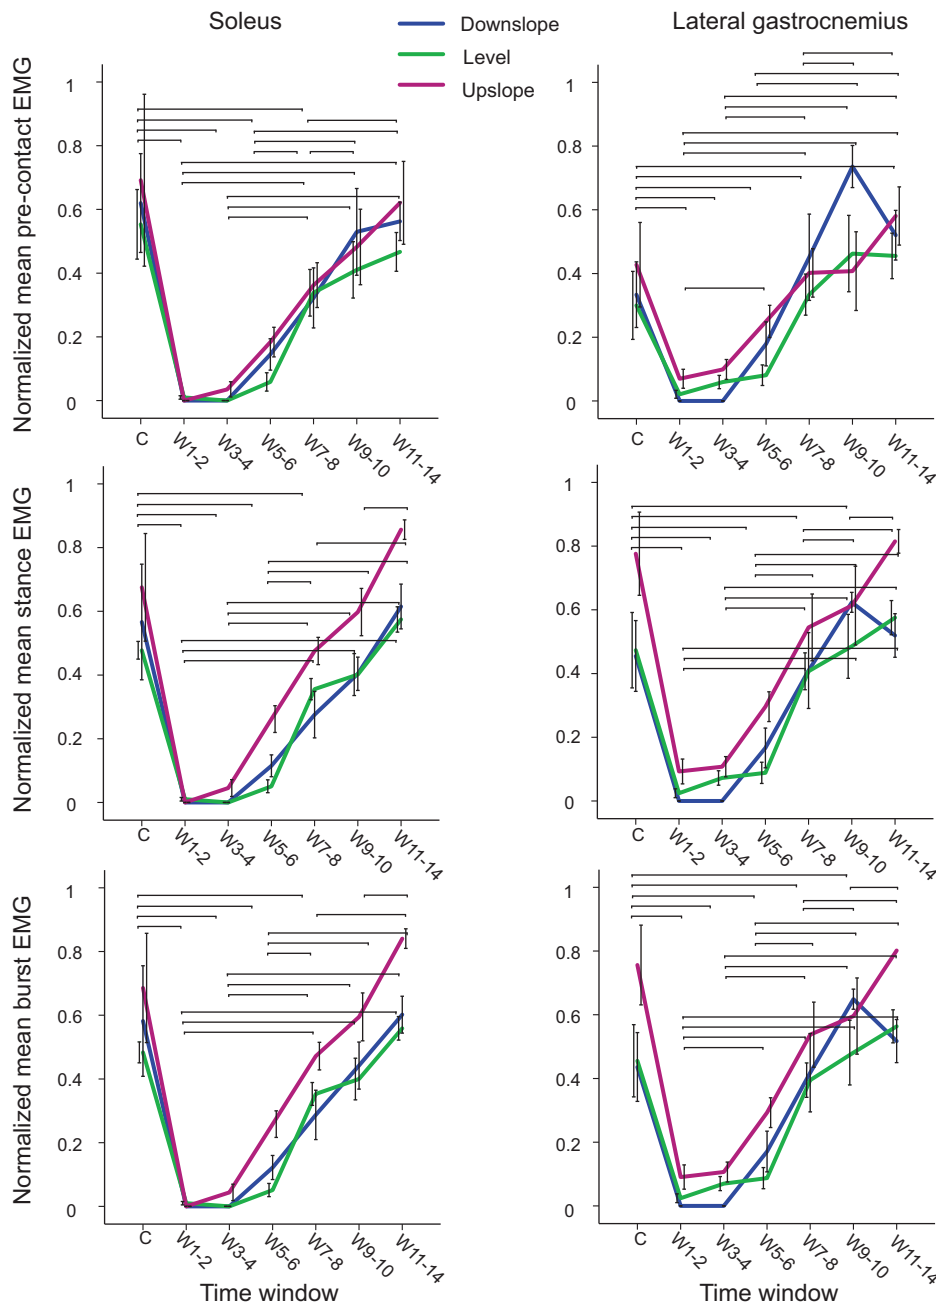 Soleus
Downslope
Level
Upslope
Lateral gastrocnemius
Normalized mean pre-contact EMG
1
0.8
0.6
0.4
0.2
0
C
W1-2
W3-4
W5-6
W7-8
W9-10
W11-14
1
0.8
0.6
0.4
0.2
0
C
W1-2
W3-4
W5-6
W7-8
W9-10
W11-14
Normalized mean stance EMG
1
0.8
0.6
0.4
0.2
0
C
W1-2
W3-4
W5-6
W7-8
W9-10
W11-14
1
0.8
0.6
0.4
0.2
0
C
W1-2
W3-4
W5-6
W7-8
W9-10
W11-14
Normalized mean burst EMG
1
0.8
0.6
0.4
0.2
0
C
W1-2
W3-4
W5-6
W7-8
W9-10
W11-14
Time window
1
0.8
0.6
0.4
0.2
0
C
W1-2
W3-4
W5-6
W7-8
W9-10
W11-14
Time window